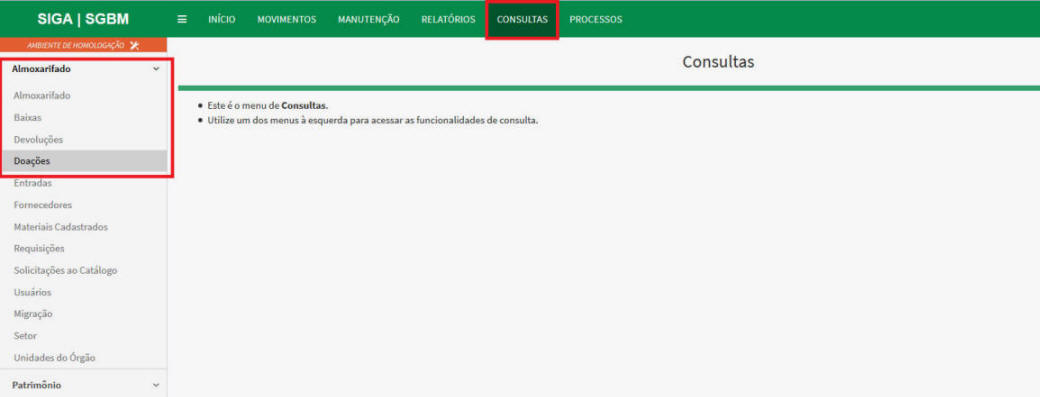 SIGA | SGBM
INÍCIO MOVIMENTOS MANUTENÇÃO RELATÓRIOS CONSULTAS PROCESSOS
AMBIENTE DE HOMOLOGAÇÃO
Almoxarifado
Almoxarifado
Baixas
Devoluções
Doações
Entradas
Fornecedores
Materiais Cadastrados
Requisições
Solicitações ao Catálogo
Usuários
Migração
Setor
Unidades do Órgão
Patrimônio
Consultas
• Este é o menu de Consultas.
• Utilize um dos menus à esquerda para acessar as funcionalidades de consulta.